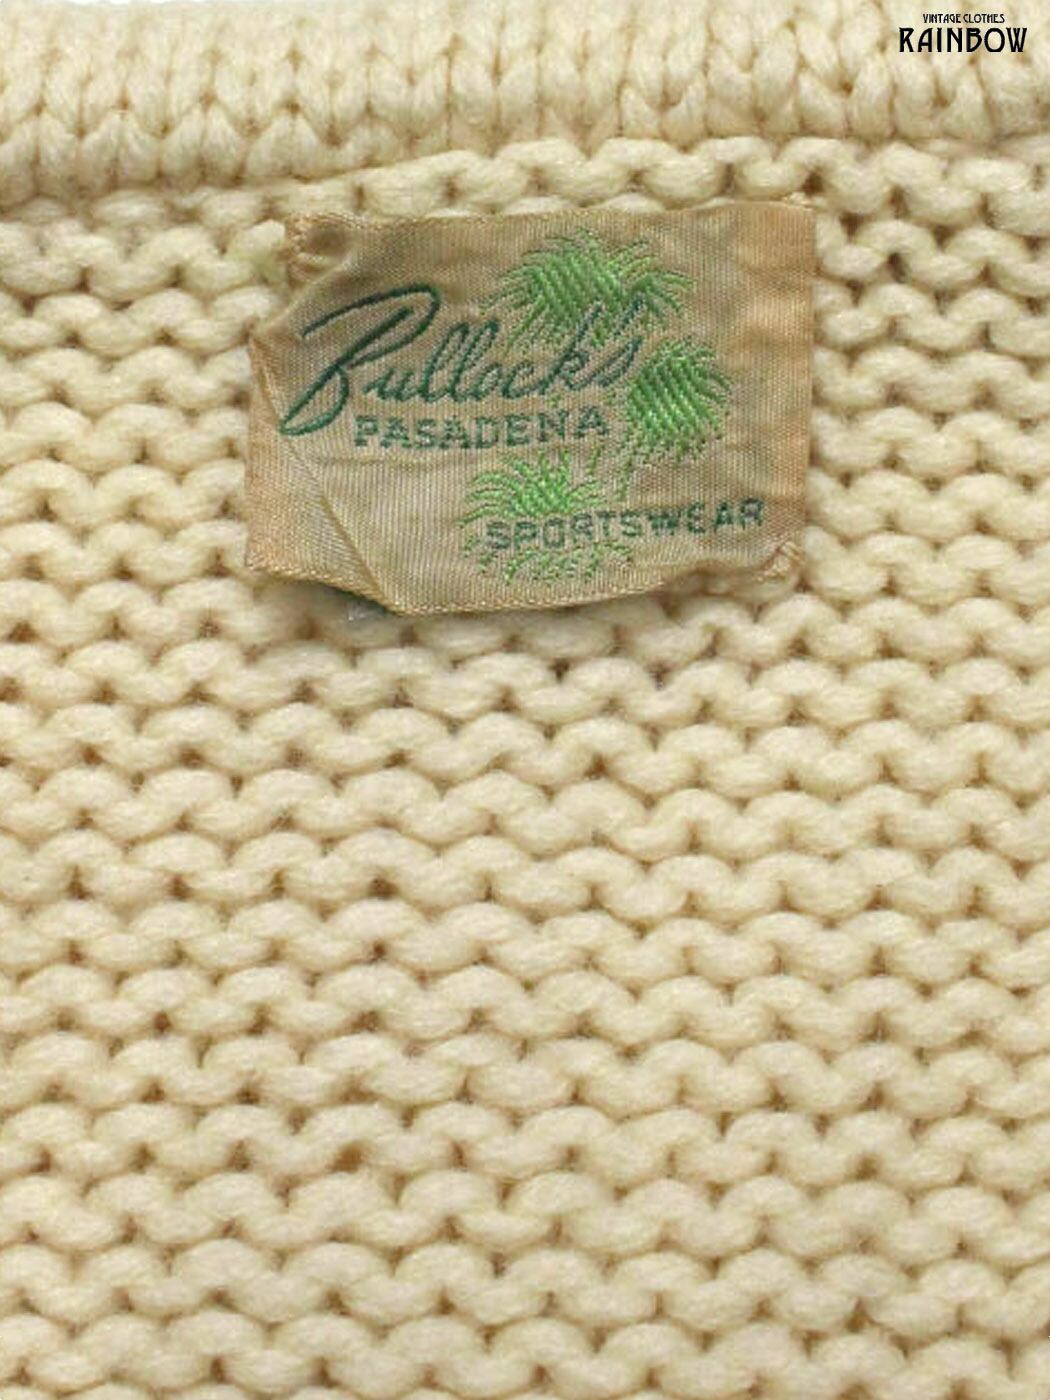 VINTAGE CLOTHES
RAINBOW
Bullock's
PASADENA
SPORTSWEAR